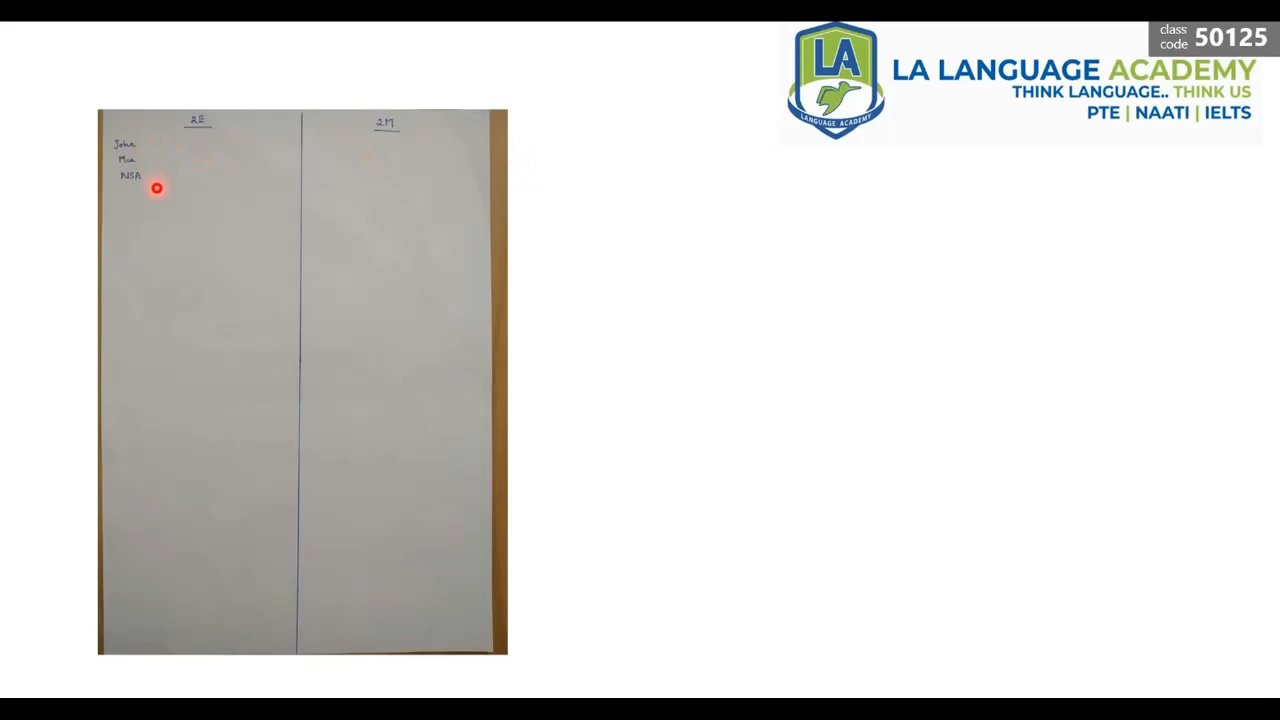 class
code 50125
LA
LANGUAGE ACADEMY
LA LANGUAGE ACADEMY
THINK LANGUAGE.. THINK US
PTE | NAATI | IELTS
2E
John
Mia
NSA
2M